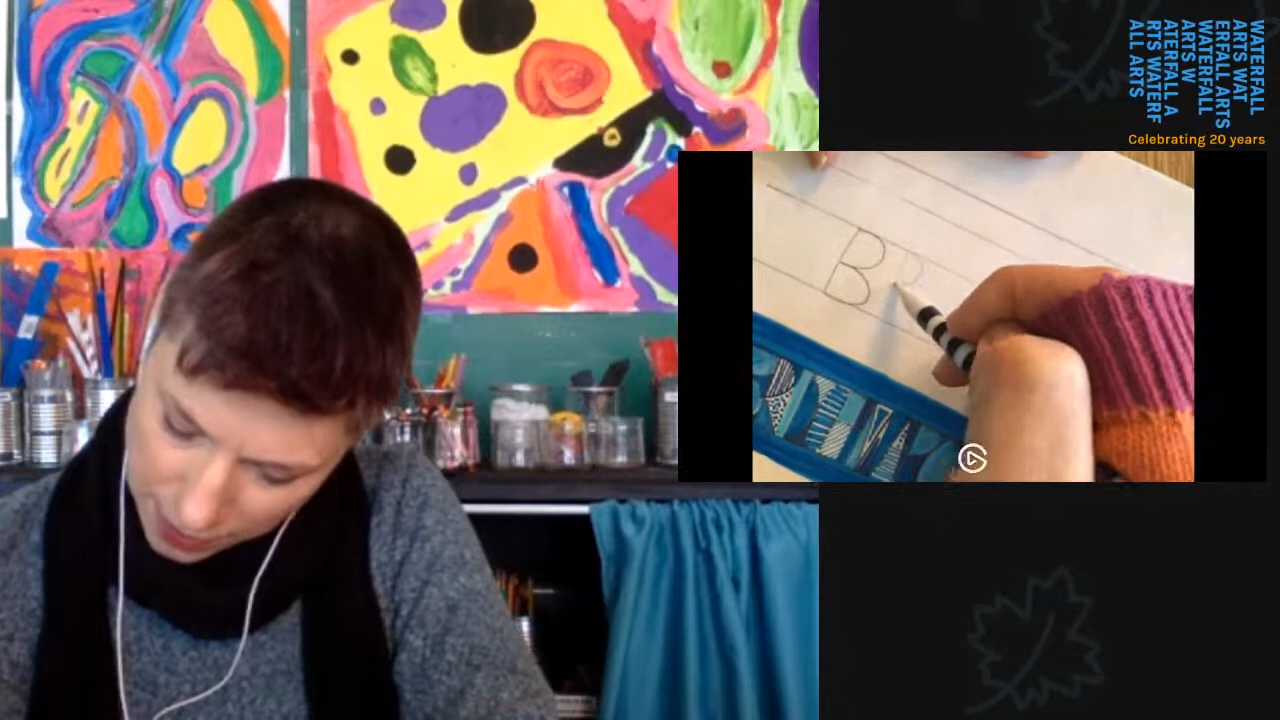 WATERFALL
ARTS WAT
ERFALL ARTS
WATERFALL
ARTS W
ATERFALL A
RTS WATERF
ALL ARTS
Celebrating 20 years
B